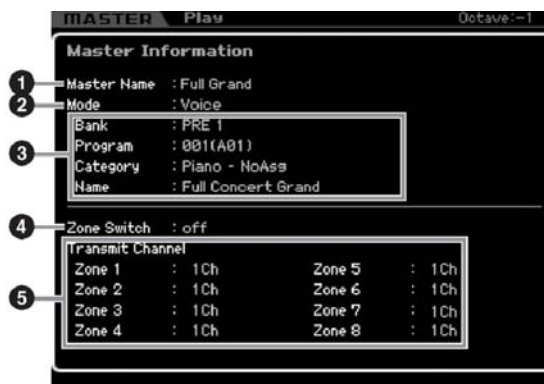 MASTER Play Octave:-1
Master Information
1 Master Name : Full Grand
2 Mode : Voice
Bank : PRE 1
3 Program : 001(A01)
Category : Piano - NoAsg
Name : Full Concert Grand
4 Zone Switch : off
Transmit Channel
Zone 1 : 1Ch Zone 5 : 1Ch
5 Zone 2 : 1Ch Zone 6 : 1Ch
Zone 3 : 1Ch Zone 7 : 1Ch
Zone 4 : 1Ch Zone 8 : 1Ch